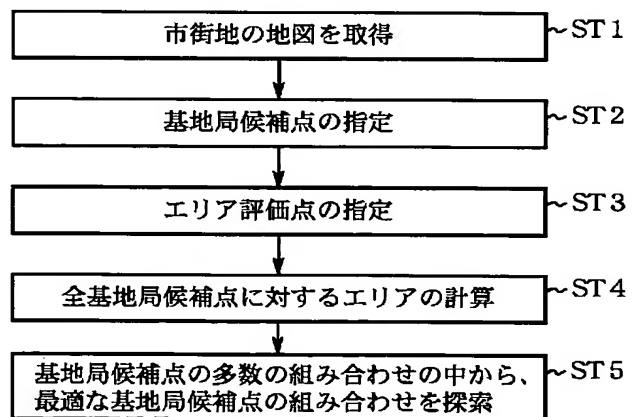 市街地の地図を取得
~ST1
基地局候補点の指定
~ST2
エリア評価点の指定
~ST3
全基地局候補点に対するエリアの計算
~ST4
基地局候補点の多数の組み合わせの中から、
最適な基地局候補点の組み合わせを探索
~ST5